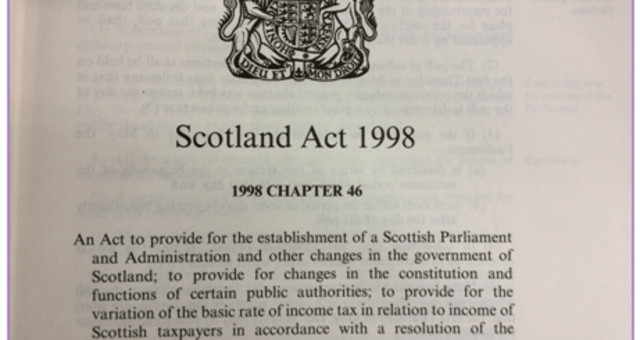 DIEU ET MON DROIT
Scotland Act 1998
1998 CHAPTER 46
An Act to provide for the establishment of a Scottish Parliament
and Administration and other changes in the government of
Scotland; to provide for changes in the constitution and
functions of certain public authorities; to provide for the
variation of the basic rate of income tax in relation to income of
Scottish taxpayers in accordance with a resolution of the